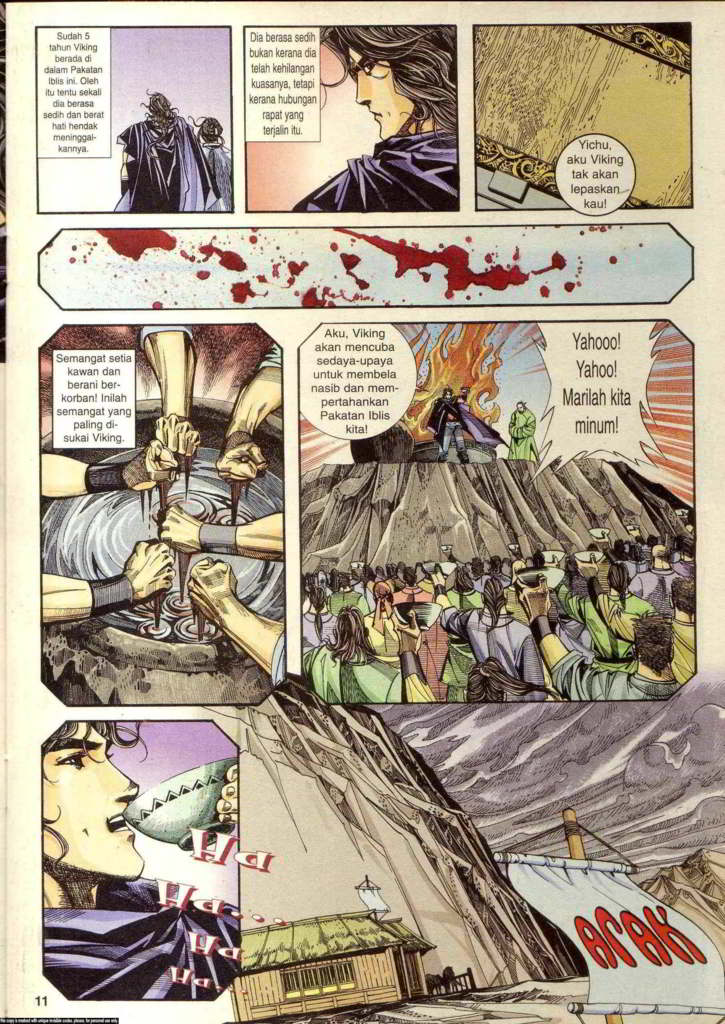 Sudah 5
tahun Viking
berada di
dalam Pakatan
Iblis ini. Oleh
itu tentu sekali
dia berasa
sedih dan berat
hati hendak
meninggal-
kannya.
Dia berasa sedih
bukan kerana dia
telah kehilangan
kuasanya, tetapi
kerana hubungan
rapat yang
terjalin itu.
Yichu,
aku Viking
tak akan
lepaskan
kau!
Semangat setia
kawan dan
berani ber-
korban! Inilah
semangat yang
paling di-
sukai Viking.
Aku, Viking
akan mencuba
sedaya-upaya
untuk membela
nasib dan mem-
pertahankan
Pakatan Iblis
kita!
Yahooo!
Yahoo!
Marilah kita
minum!
ARAK
11